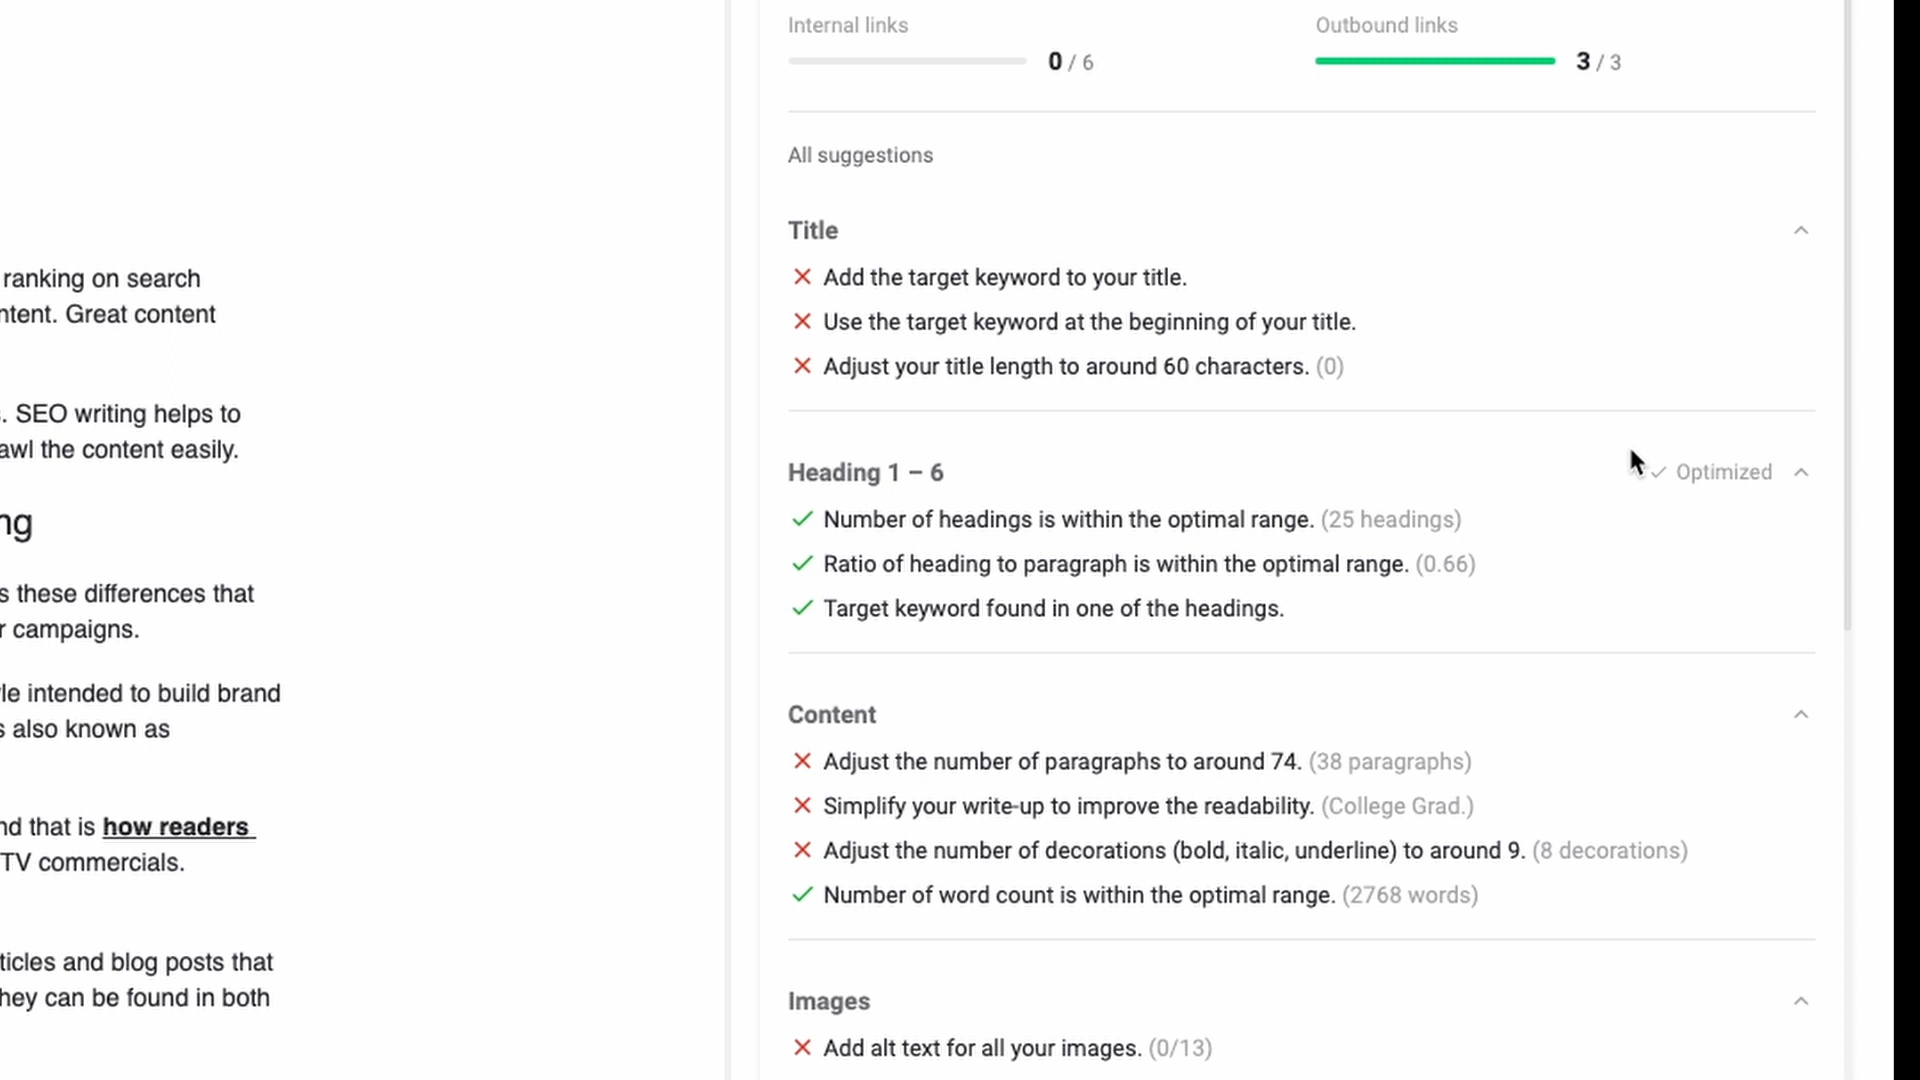 ranking on search
ntent. Great content
SEO writing helps to
awl the content easily.
ng
s these differences that
r campaigns.
le intended to build brand
s also known as
nd that is how readers
TV commercials.
ticles and blog posts that
hey can be found in both
Internal links
0 / 6
Outbound links
3 / 3
All suggestions
Title
Add the target keyword to your title.
Use the target keyword at the beginning of your title.
Adjust your title length to around 60 characters. (0)
Heading 1 – 6
Optimized
Number of headings is within the optimal range. (25 headings)
Ratio of heading to paragraph is within the optimal range. (0.66)
Target keyword found in one of the headings.
Content
Adjust the number of paragraphs to around 74. (38 paragraphs)
Simplify your write-up to improve the readability. (College Grad.)
Adjust the number of decorations (bold, italic, underline) to around 9. (8 decorations)
Number of word count is within the optimal range. (2768 words)
Images
Add alt text for all your images. (0/13)